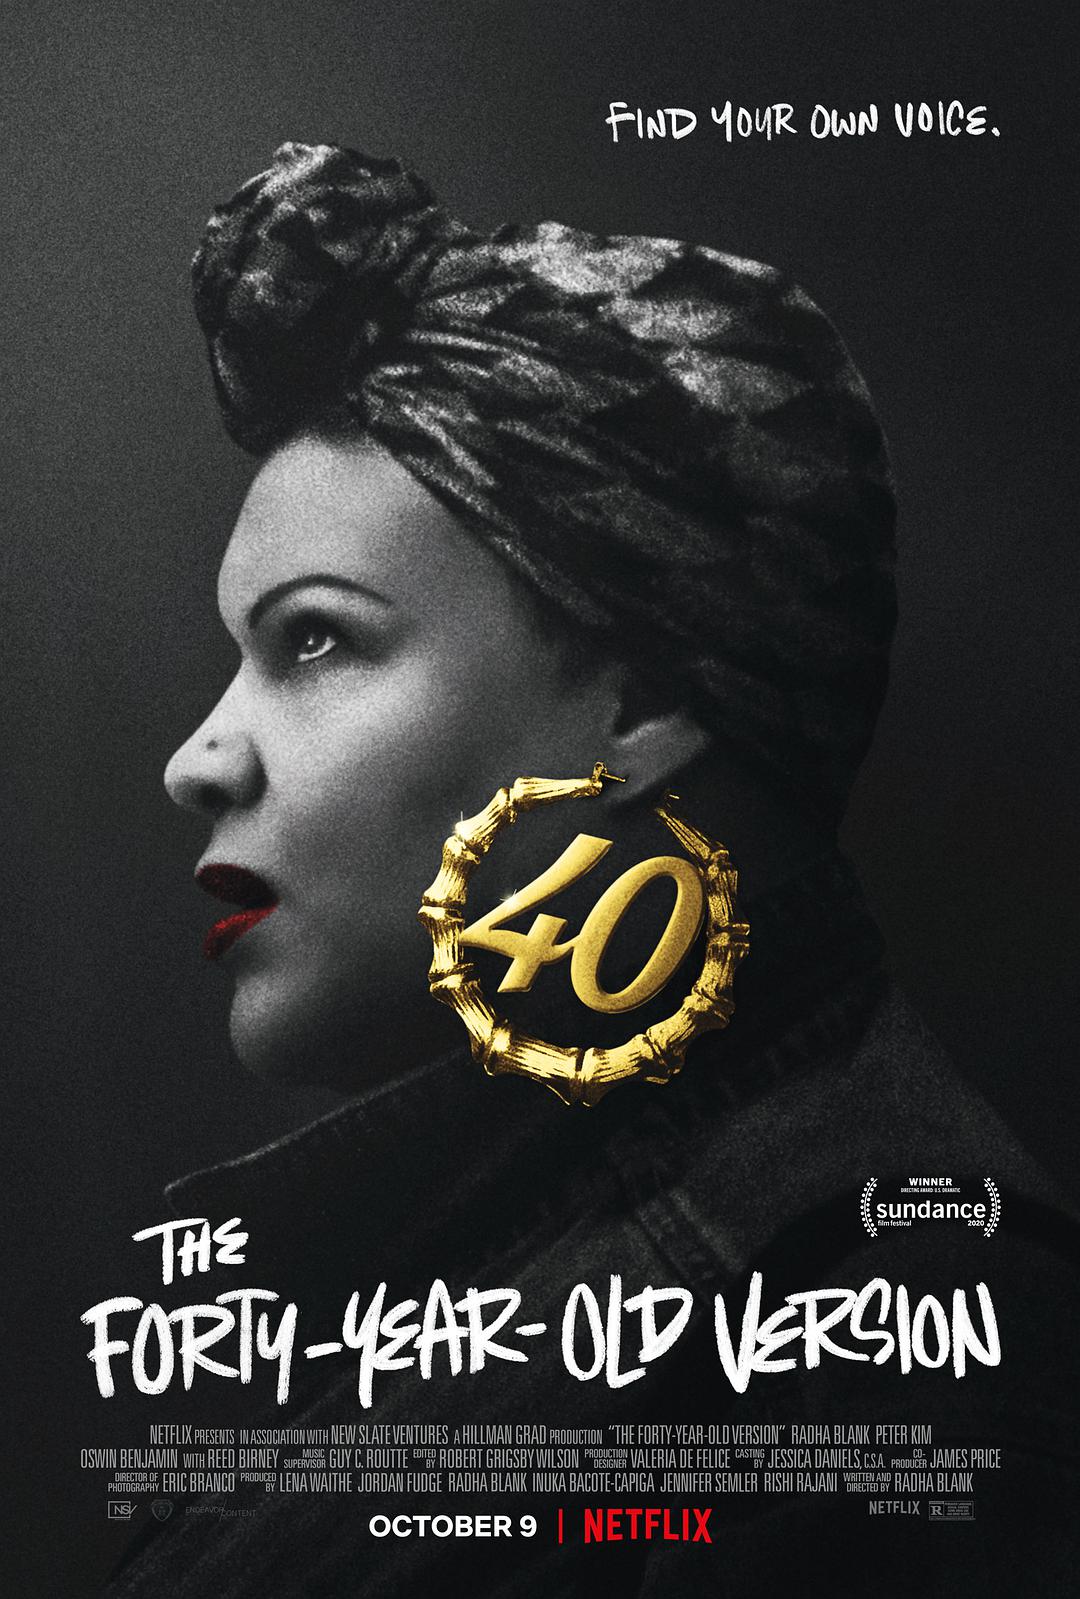 FIND YOUR OWN VOICE.
40
WINNER
DIRECTING AWARD: U.S. DRAMATIC
sundance
film festival 2020
THE
FORTY-YEAR-OLD VERSION
NETFLIX PRESENTS IN ASSOCIATION WITH NEW SLATE VENTURES A HILLMAN GRAD PRODUCTION "THE FORTY-YEAR-OLD VERSION" RADHA BLANK PETER KIM
OSWIN BENJAMIN WITH REED BIRNEY MUSIC SUPERVISOR GUY C. ROUTTE EDITED BY ROBERT GRIGSBY WILSON PRODUCTION DESIGNER VALERIA DE FELICE CASTING BY JESSICA DANIELS, C.S.A. CO-PRODUCER JAMES PRICE
DIRECTOR OF PHOTOGRAPHY ERIC BRANCO PRODUCED BY LENA WAITHE JORDAN FUDGE RADHA BLANK INUKA BACOTE-CAPIGA JENNIFER SEMLER RISHI RAJANI WRITTEN AND DIRECTED BY RADHA BLANK
NSV ENDEAVOR CONTENT NETFLIX R
OCTOBER 9 | NETFLIX